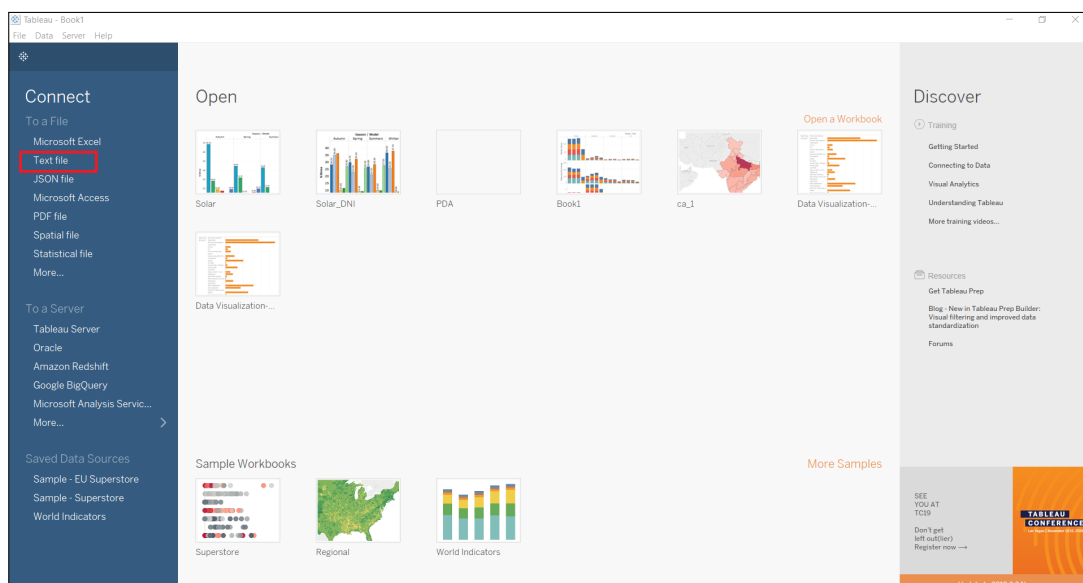 Tableau - Book1
File Data Server Help
Connect
To a File
Microsoft Excel
Text file
JSON file
Microsoft Access
PDF file
Spatial file
Statistical file
More...
To a Server
Tableau Server
Oracle
Amazon Redshift
Google BigQuery
Microsoft Analysis Servic...
More...
Saved Data Sources
Sample - EU Superstore
Sample - Superstore
World Indicators
Open
Open a Workbook
Solar
Solar_DNI
PDA
Book1
ca_1
Data Visualization-...
Data Visualization-...
Sample Workbooks
More Samples
Superstore
Regional
World Indicators
Discover
Training
Getting Started
Connecting to Data
Visual Analytics
Understanding Tableau
More training videos...
Resources
Get Tableau Prep
Blog - New in Tableau Prep Builder:
Visual filtering and improved data
standardization
Forums
SEE
YOU AT
TC19
Don't get
left out(lier)
Register now →
TABLEAU
CONFERENCE